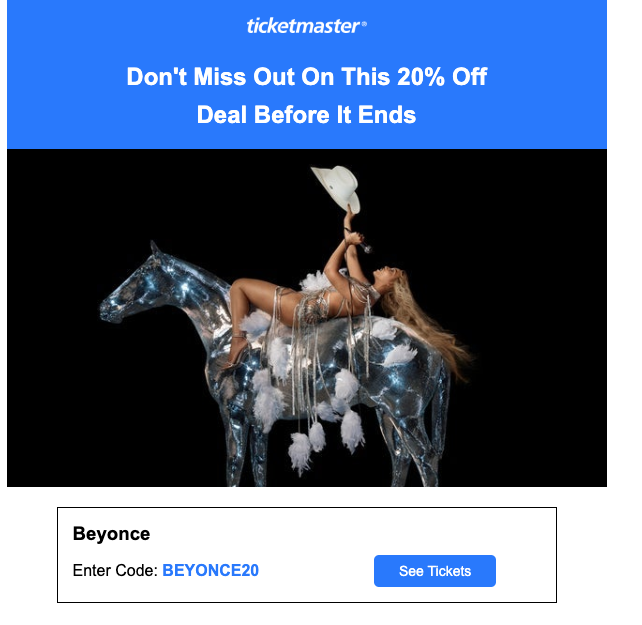 ticketmaster®
Don't Miss Out On This 20% Off
Deal Before It Ends
Beyonce
Enter Code: BEYONCE20
See Tickets